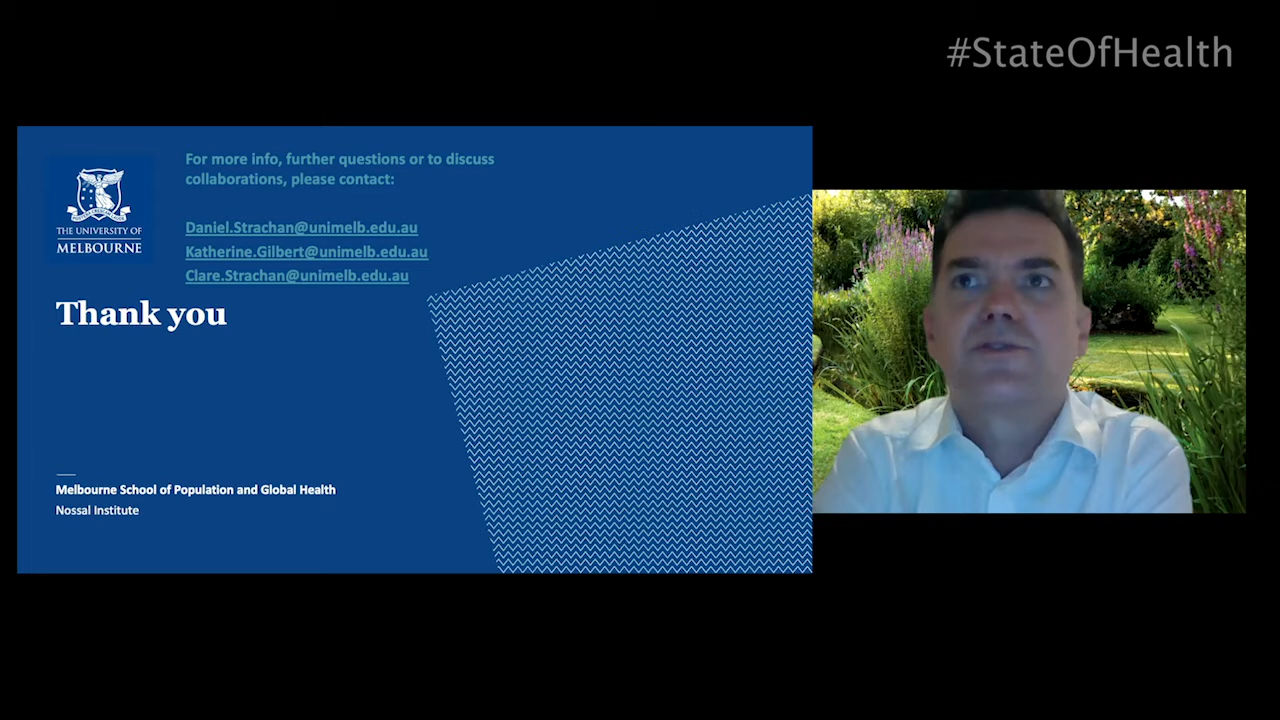 #StateOfHealth
For more info, further questions or to discuss
collaborations, please contact:
Daniel.Strachan@unimelb.edu.au
Katherine.Gilbert@unimelb.edu.au
Clare.Strachan@unimelb.edu.au
THE UNIVERSITY OF
MELBOURNE
Thank you
Melbourne School of Population and Global Health
Nossal Institute